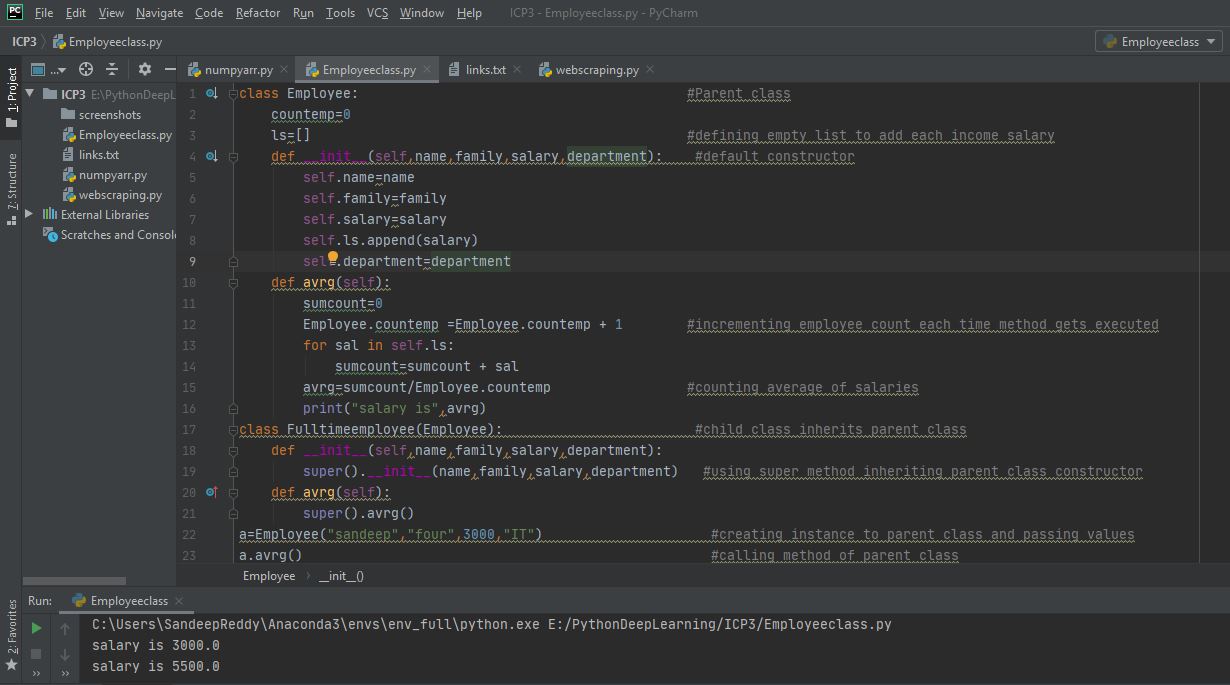 PC File Edit View Navigate Code Refactor Run Tools VCS Window Help ICP3 - Employeeclass.py - PyCharm
ICP3 Employeeclass.py Employeeclass
... numpyarr.py Employeeclass.py links.txt webscraping.py
1: Project
ICP3 E:\PythonDeepL
screenshots
Employeeclass.py
links.txt
numpyarr.py
webscraping.py
External Libraries
Scratches and Consol
7: Structure
2: Favorites
1 class Employee: #Parent class
2 countemp=0
3 ls=[] #defining empty list to add each income salary
4 def __init__(self,name,family,salary,department): #default constructor
5 self.name=name
6 self.family=family
7 self.salary=salary
8 self.ls.append(salary)
9 self.department=department
10 def avrg(self):
11 sumcount=0
12 Employee.countemp =Employee.countemp + 1 #incrementing employee count each time method gets executed
13 for sal in self.ls:
14 sumcount=sumcount + sal
15 avrg=sumcount/Employee.countemp #counting average of salaries
16 print("salary is",avrg)
17 class Fulltimeemployee(Employee): #child class inherits parent class
18 def __init__(self,name,family,salary,department):
19 super().__init__(name,family,salary,department) #using super method inheriting parent class constructor
20 def avrg(self):
21 super().avrg()
22 a=Employee("sandeep","four",3000,"IT") #creating instance to parent class and passing values
23 a.avrg() #calling method of parent class
Employee __init__()
Run: Employeeclass
C:\Users\SandeepReddy\Anaconda3\envs\env_full\python.exe E:/PythonDeepLearning/ICP3/Employeeclass.py
salary is 3000.0
salary is 5500.0